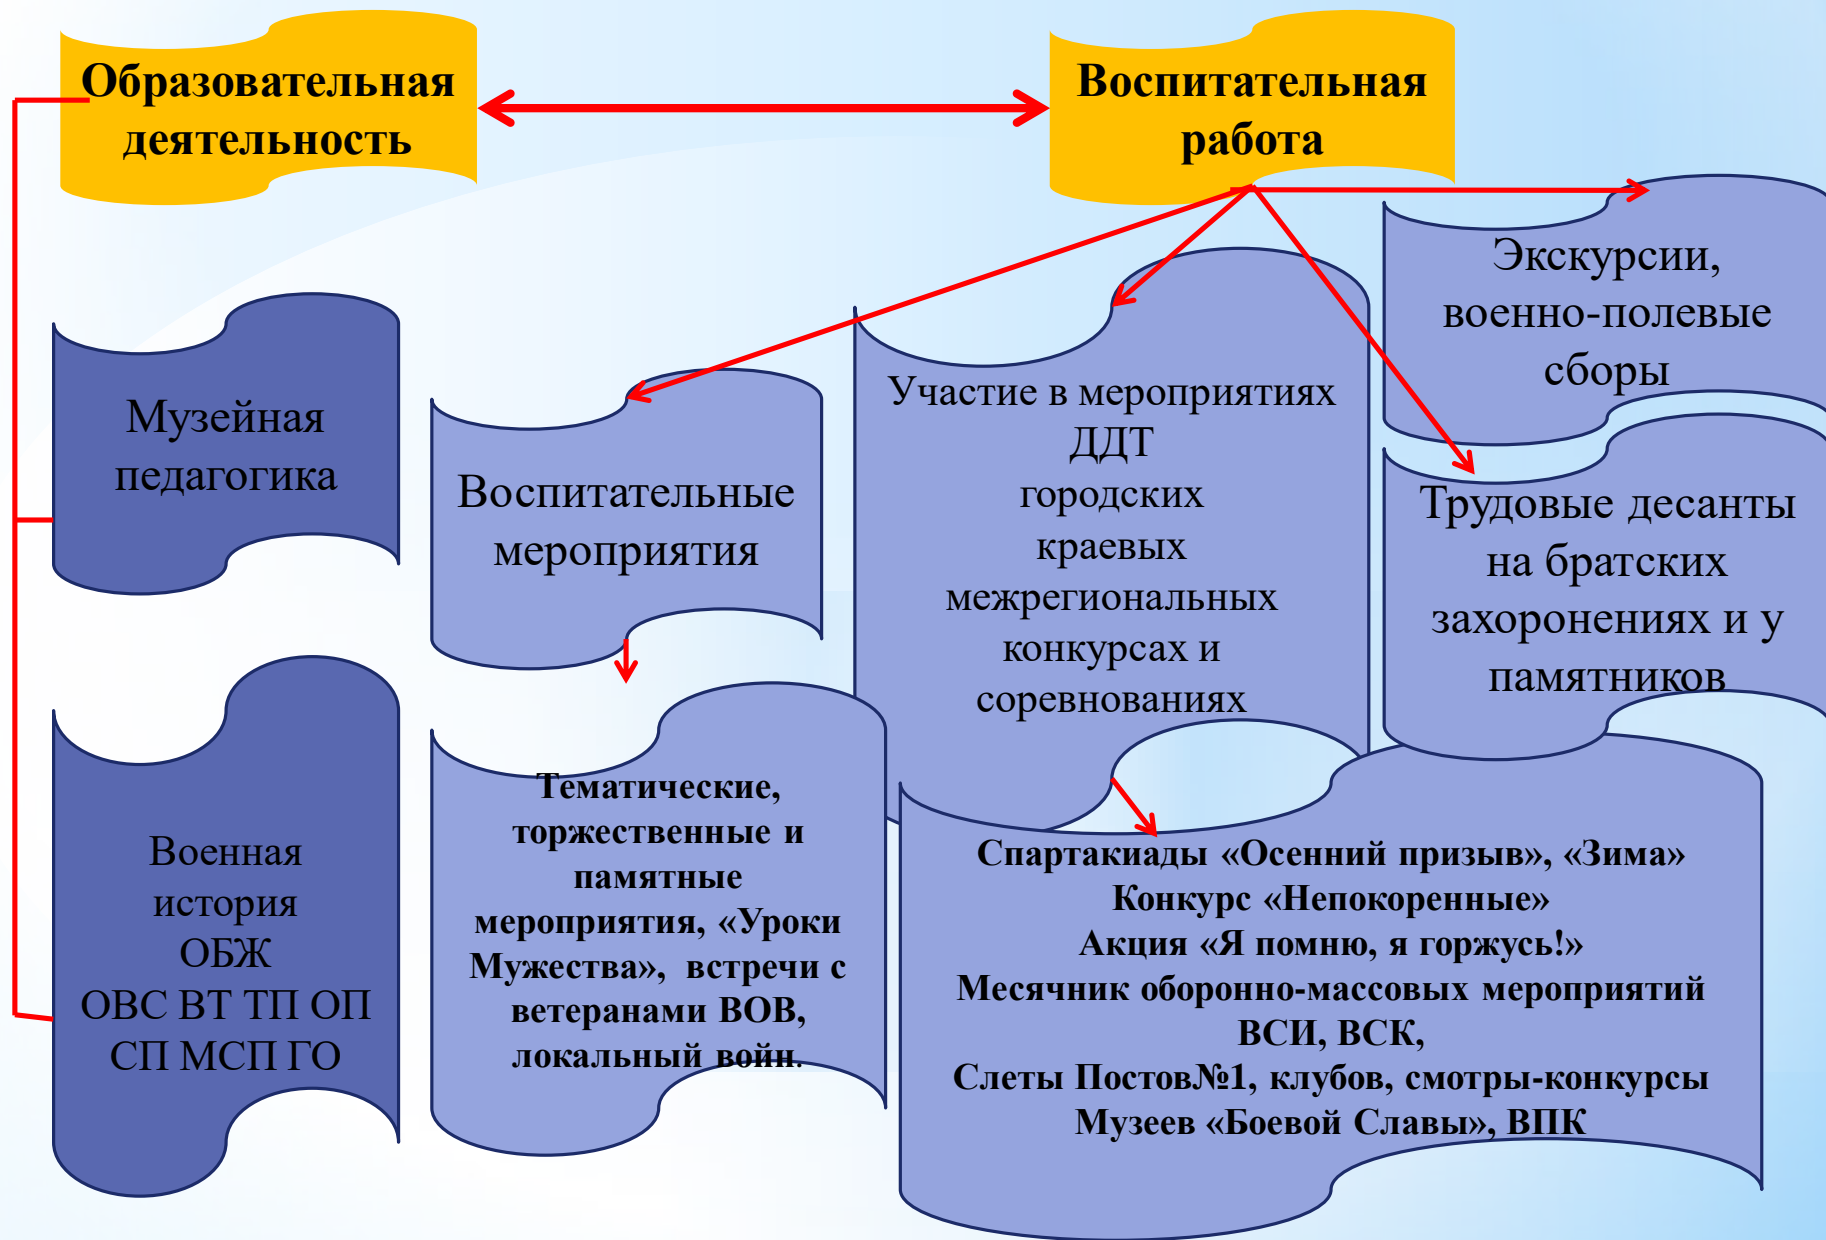 Образовательная
деятельность
Воспитательная
работа
Экскурсии,
военно-полевые
сборы
Музейная
педагогика
Воспитательные
мероприятия
Участие в мероприятиях
ДДТ
городских
краевых
межрегиональных
конкурсах и
соревнованиях
Трудовые десанты
на братских
захоронениях и у
памятников
Военная
история
ОБЖ
ОВС ВТ ТП ОП
СП МСП ГО
Тематические,
торжественные и
памятные
мероприятия, «Уроки
Мужества», встречи с
ветеранами ВОВ,
локальный войн.
Спартакиады «Осенний призыв», «Зима»
Конкурс «Непокоренные»
Акция «Я помню, я горжусь!»
Месячник оборонно-массовых мероприятий
ВСИ, ВСК,
Слеты Постов№1, клубов, смотры-конкурсы
Музеев «Боевой Славы», ВПК